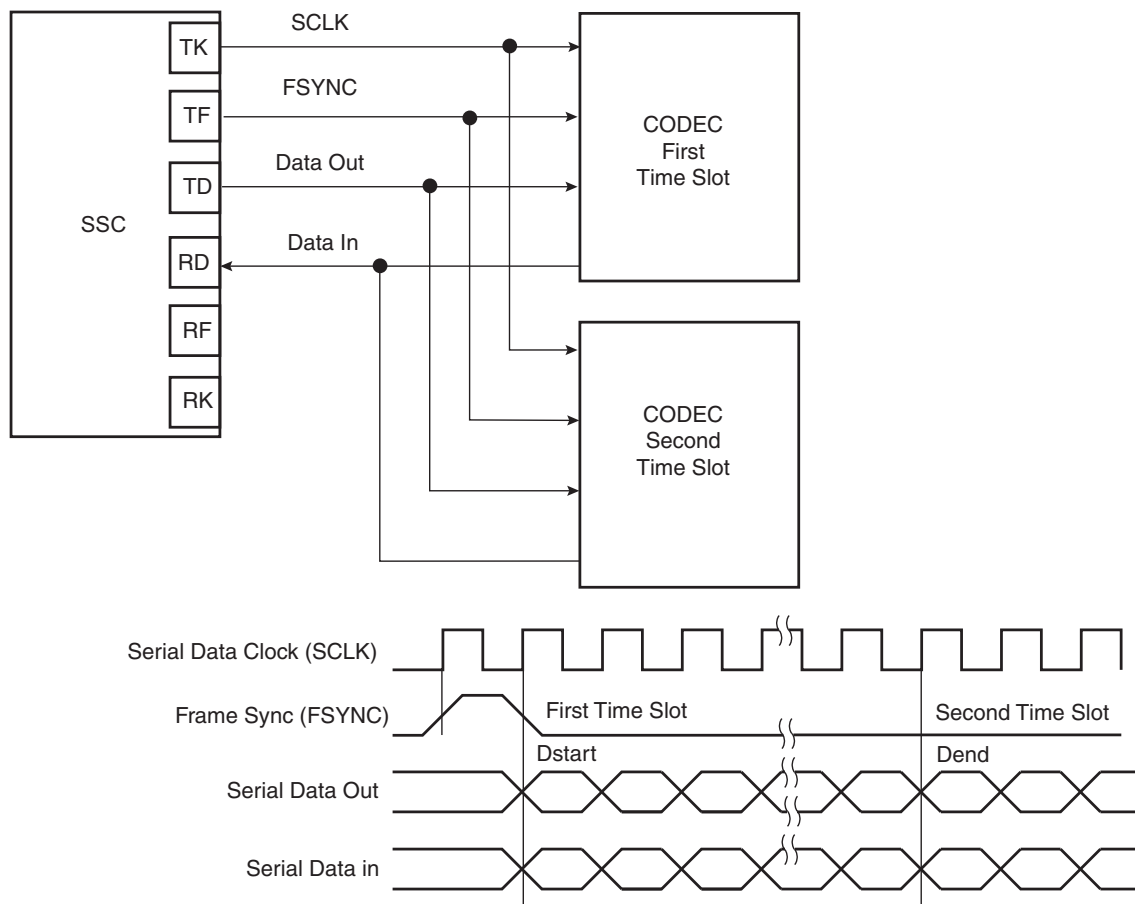 SSC
TK
TF
TD
RD
RF
RK
SCLK
FSYNC
Data Out
Data In
CODEC
First
Time Slot
CODEC
Second
Time Slot
Serial Data Clock (SCLK)
Frame Sync (FSYNC)
First Time Slot
Second Time Slot
Dstart
Dend
Serial Data Out
Serial Data in